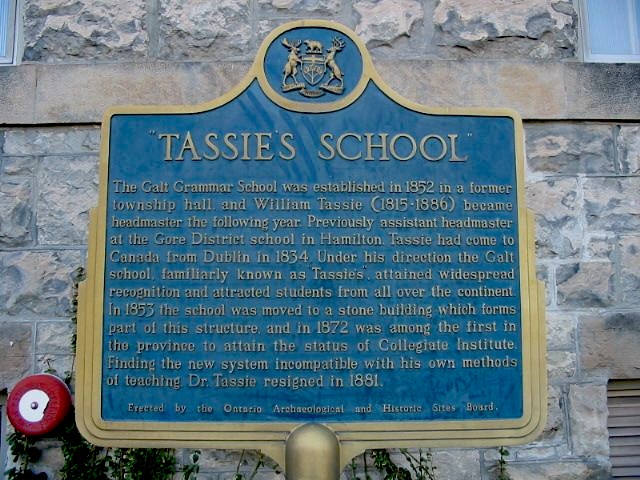 "TASSIE'S SCHOOL"
The Galt Grammar School was established in 1852 in a former
township hall and William Tassie (1815-1886) became
headmaster the following year. Previously assistant headmaster
at the Gore District school in Hamilton, Tassie had come to
Canada from Dublin in 1834. Under his direction the Galt
school, familiarly known as "Tassie's", attained widespread
recognition and attracted students from all over the continent.
In 1853 the school was moved to a stone building which forms
part of this structure, and in 1872 was among the first in
the province to attain the status of Collegiate Institute.
Finding the new system incompatible with his own methods
of teaching Dr. Tassie resigned in 1881.
Erected by the Ontario Archaeological and Historic Sites Board.